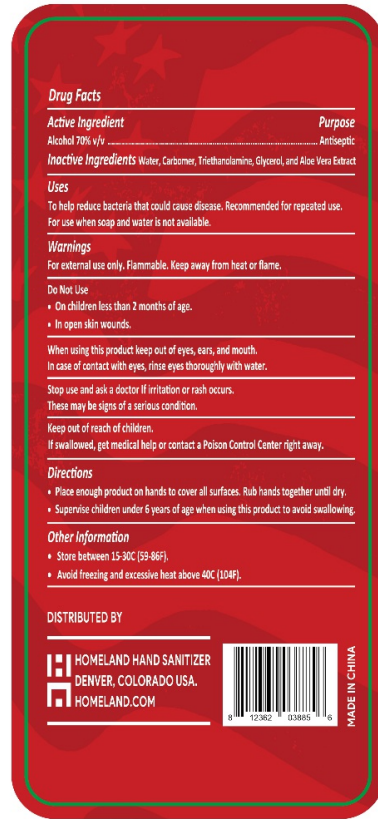 Drug Facts
Active Ingredient Purpose
Alcohol 70% v/v ........................................................................ Antiseptic
Inactive Ingredients Water, Carbomer, Triethanolamine, Glycerol, and Aloe Vera Extract
Uses
To help reduce bacteria that could cause disease. Recommended for repeated use.
For use when soap and water is not available.
Warnings
For external use only. Flammable. Keep away from heat or flame.
Do Not Use
• On children less than 2 months of age.
• In open skin wounds.
When using this product keep out of eyes, ears, and mouth.
In case of contact with eyes, rinse eyes thoroughly with water.
Stop use and ask a doctor If irritation or rash occurs.
These may be signs of a serious condition.
Keep out of reach of children.
If swallowed, get medical help or contact a Poison Control Center right away.
Directions
• Place enough product on hands to cover all surfaces. Rub hands together until dry.
• Supervise children under 6 years of age when using this product to avoid swallowing.
Other Information
• Store between 15-30C (59-86F).
• Avoid freezing and excessive heat above 40C (104F).
DISTRIBUTED BY
HOMELAND HAND SANITIZER
DENVER, COLORADO USA.
HOMELAND.COM
8 12362 03885 6
MADE IN CHINA